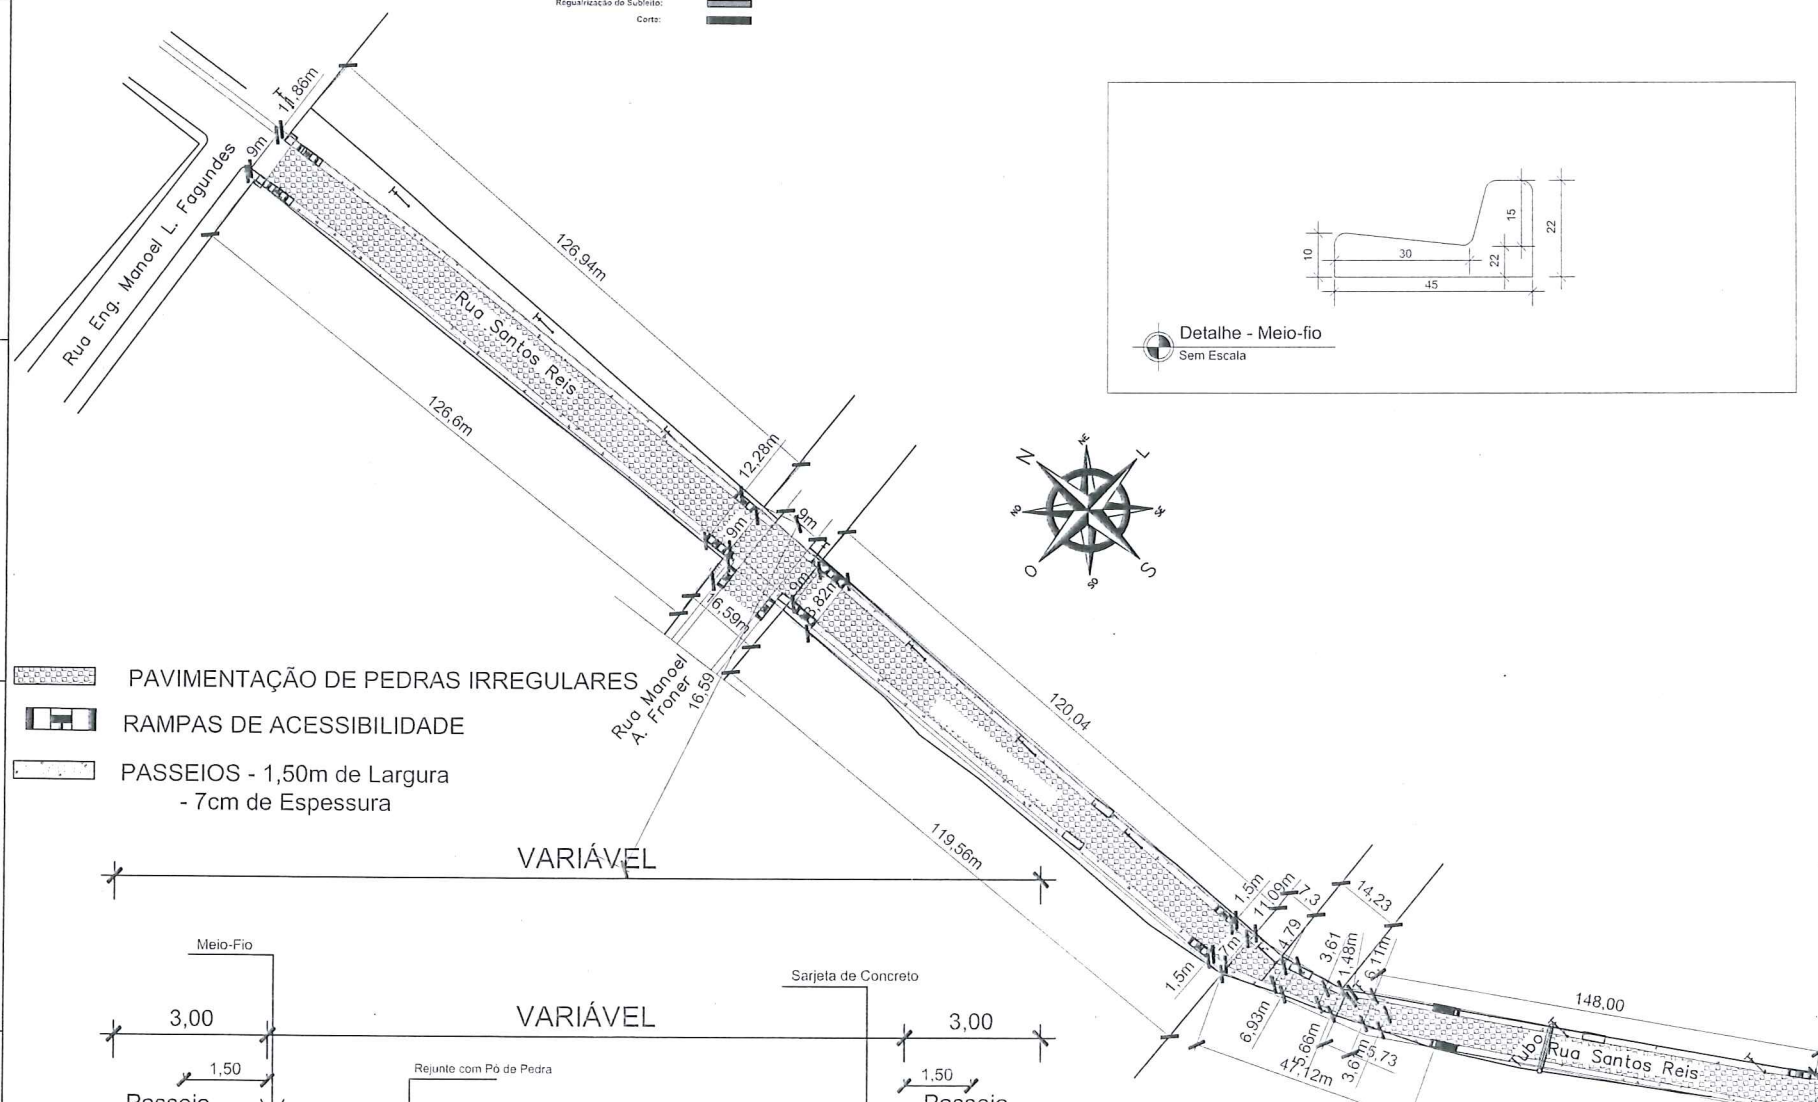 Regualrização do Subleito:
Corte:
11,86m
9m
Rua Eng. Manoel L. Fagundes
126,94m
Rua Santos Reis
126,6m
12,28m
9m
9m
9m
16,59m
16,59
Rua Manoel
A. Froner
120,04
119,56m
1,5m
11,09m
7,3
14,23
4,79
3,61
1,48m
6,11m
7m
1,5m
6,93m
5,66m
5,73
47,12m
148,00
Tubo
Rua Santos Reis
10
30
45
15
22
22
Detalhe - Meio-fio
Sem Escala
N
NE
L
SE
S
SO
O
NO
PAVIMENTAÇÃO DE PEDRAS IRREGULARES
RAMPAS DE ACESSIBILIDADE
PASSEIOS - 1,50m de Largura
- 7cm de Espessura
VARIÁVEL
Meio-Fio
Sarjeta de Concreto
3,00
VARIÁVEL
3,00
1,50
Rejunte com Pó de Pedra
1,50
Passeio
Passeio